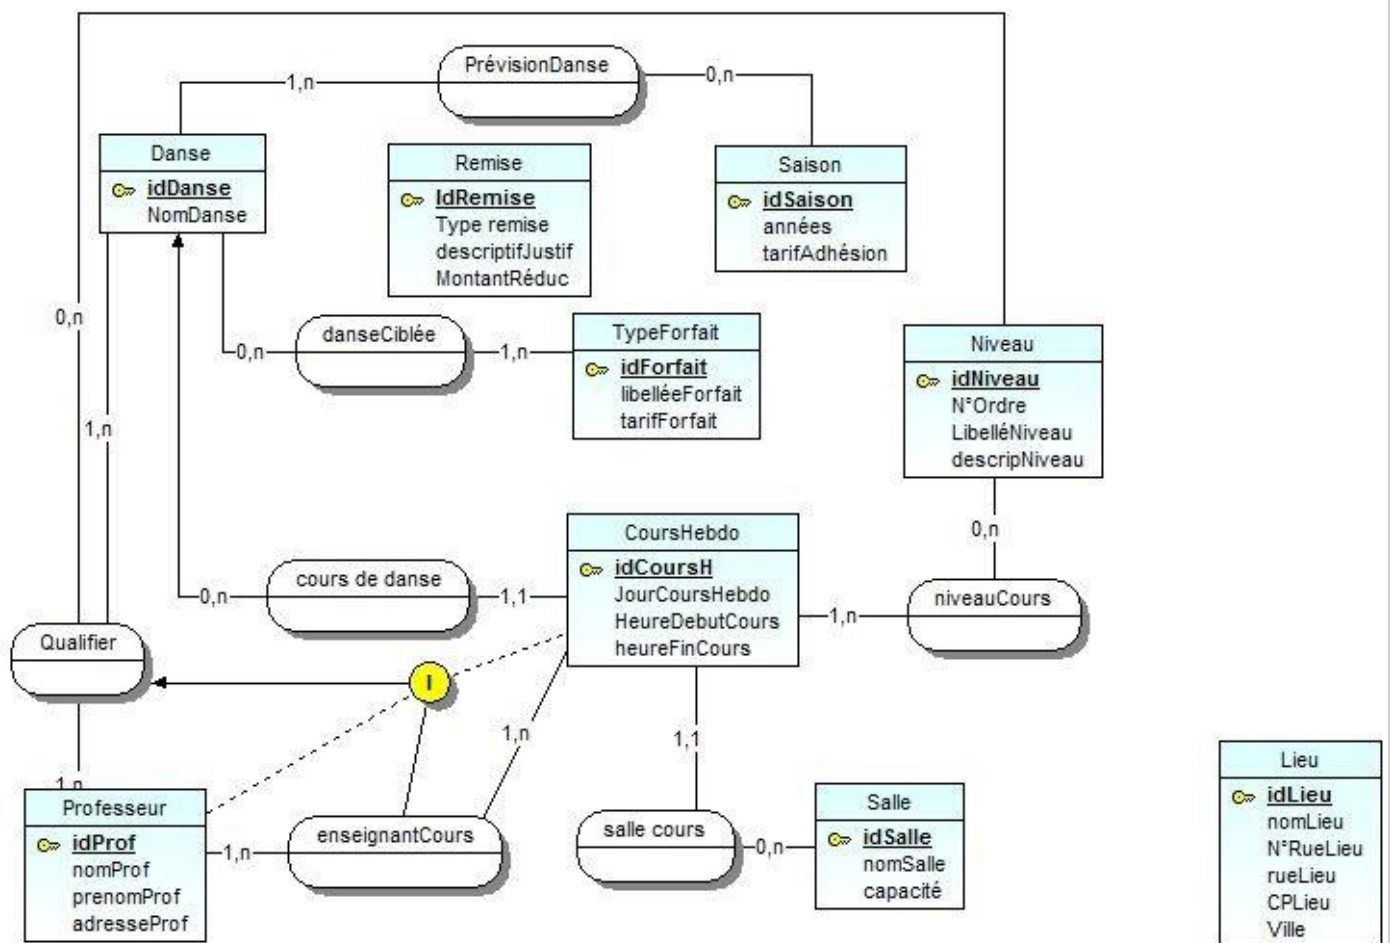 PrévisionDanse
1,n
0,n
Danse
idDanse
NomDanse
Remise
IdRemise
Type remise
descriptifJustif
MontantRéduc
Saison
idSaison
années
tarifAdhésion
0,n
danseCiblée
0,n
1,n
TypeForfait
idForfait
libelléeForfait
tarifForfait
Niveau
idNiveau
N°Ordre
LibelléNiveau
descripNiveau
1,n
0,n
CoursHebdo
idCoursH
JourCoursHebdo
HeureDebutCours
heureFinCours
cours de danse
0,n
1,1
1,n
niveauCours
Qualifier
I
1,n
1,1
1,n
Professeur
idProf
nomProf
prenomProf
adresseProf
1,n
enseignantCours
salle cours
0,n
Salle
idSalle
nomSalle
capacité
Lieu
idLieu
nomLieu
N°RueLieu
rueLieu
CPLieu
Ville